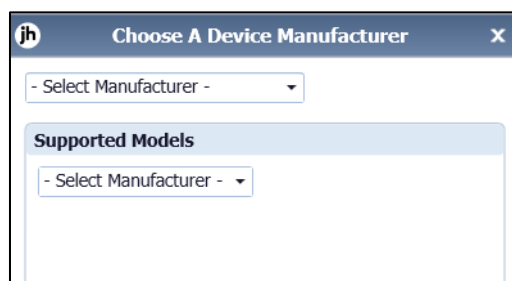 jh Choose A Device Manufacturer x
- Select Manufacturer -
Supported Models
- Select Manufacturer -